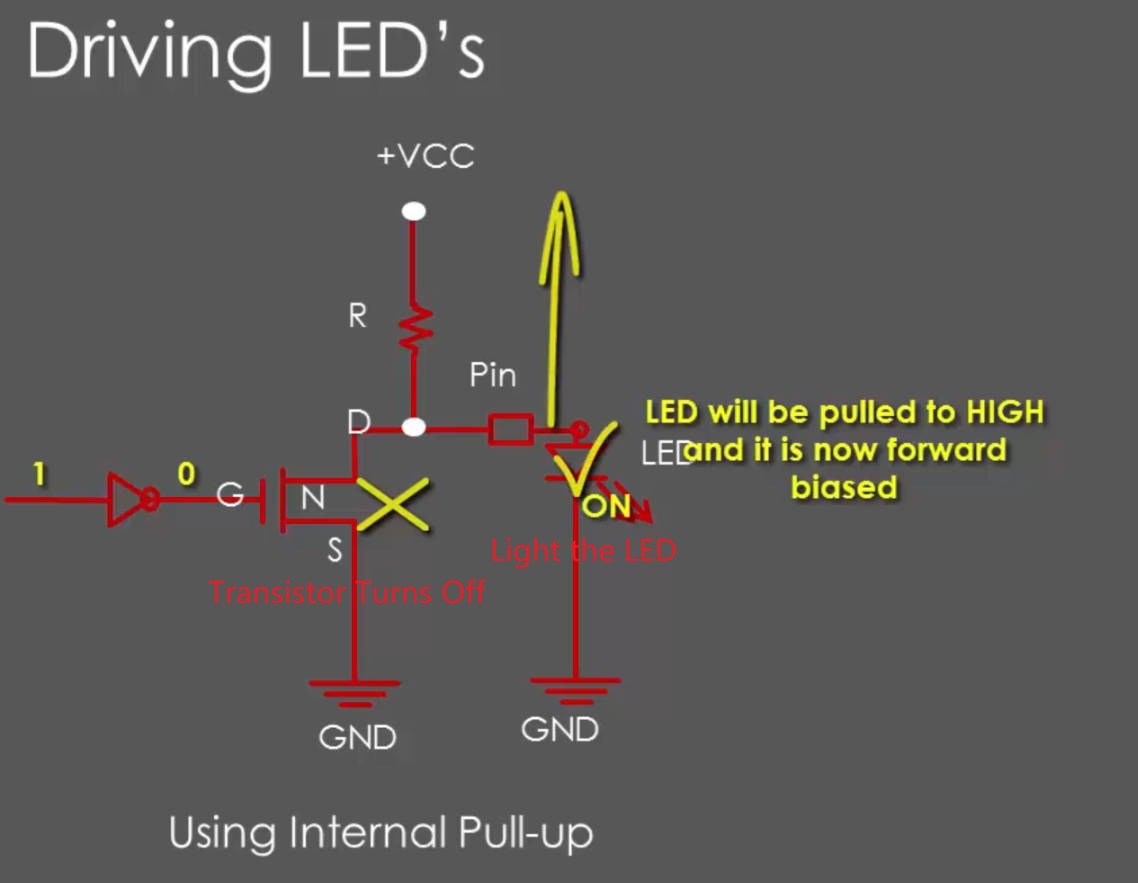 Driving LED's
+VCC
R
Pin
D
LED will be pulled to HIGH
LED and it is now forward
biased
1
0
G
N
ON
S
Light the LED
Transistor Turns Off
GND
GND
Using Internal Pull-up